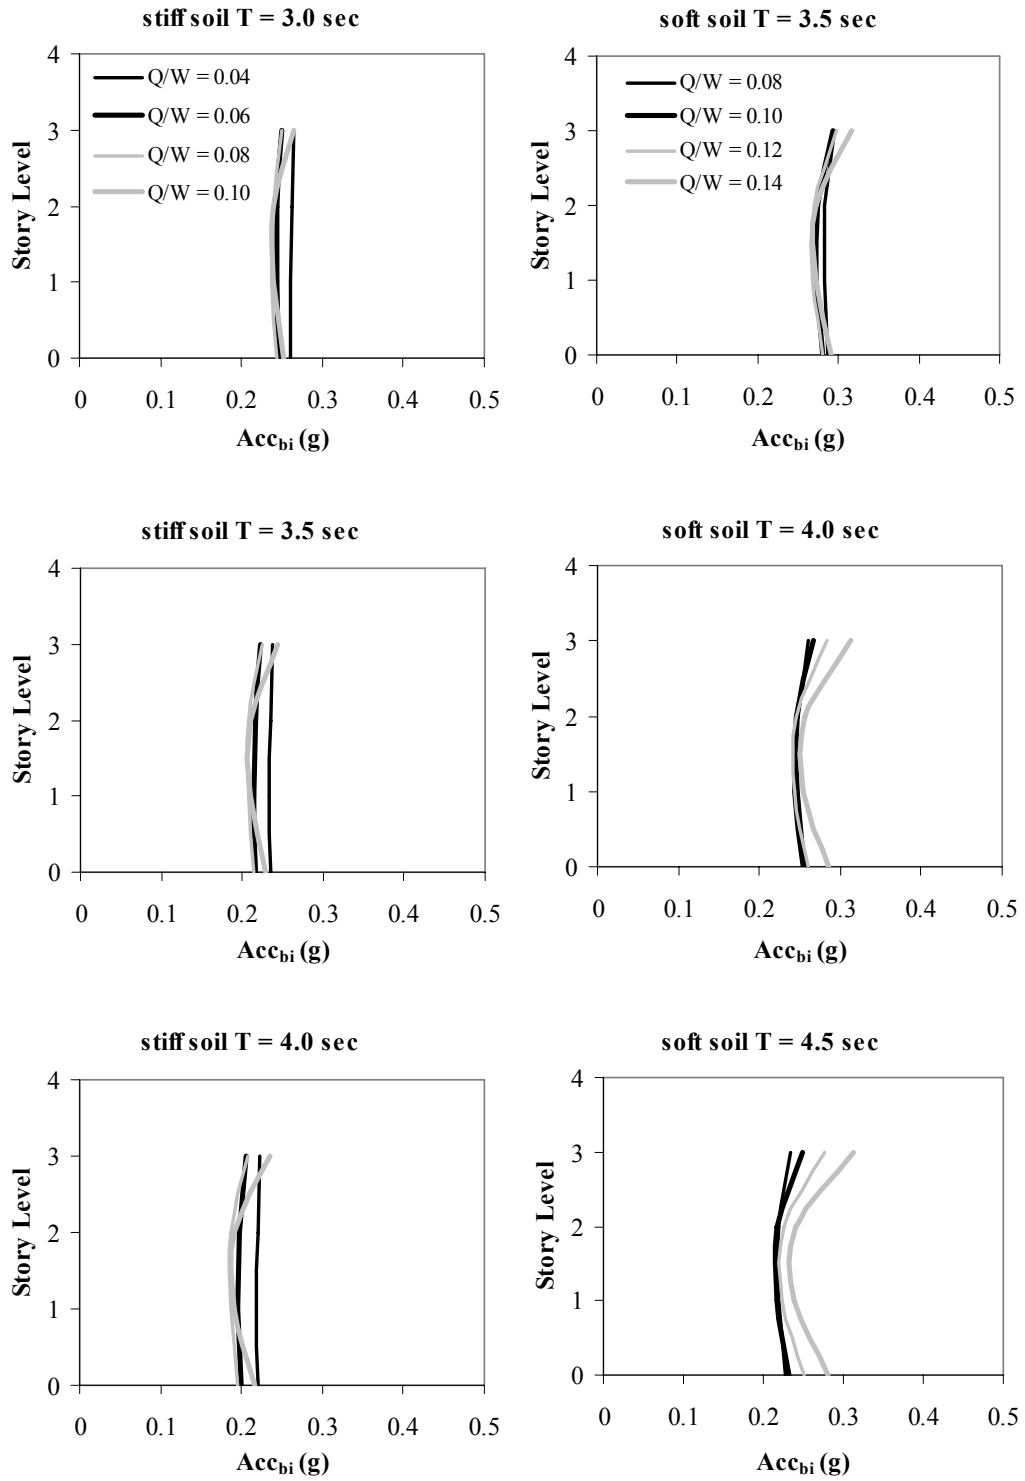 stiff soil T = 3.0 sec
4
3
2
1
0
Story Level
Q/W = 0.04
Q/W = 0.06
Q/W = 0.08
Q/W = 0.10
0 0.1 0.2 0.3 0.4 0.5
Accbi (g)
soft soil T = 3.5 sec
4
3
2
1
0
Story Level
Q/W = 0.08
Q/W = 0.10
Q/W = 0.12
Q/W = 0.14
0 0.1 0.2 0.3 0.4 0.5
Accbi (g)
stiff soil T = 3.5 sec
4
3
2
1
0
Story Level
0 0.1 0.2 0.3 0.4 0.5
Accbi (g)
soft soil T = 4.0 sec
4
3
2
1
0
Story Level
0 0.1 0.2 0.3 0.4 0.5
Accbi (g)
stiff soil T = 4.0 sec
4
3
2
1
0
Story Level
0 0.1 0.2 0.3 0.4 0.5
Accbi (g)
soft soil T = 4.5 sec
4
3
2
1
0
Story Level
0 0.1 0.2 0.3 0.4 0.5
Accbi (g)